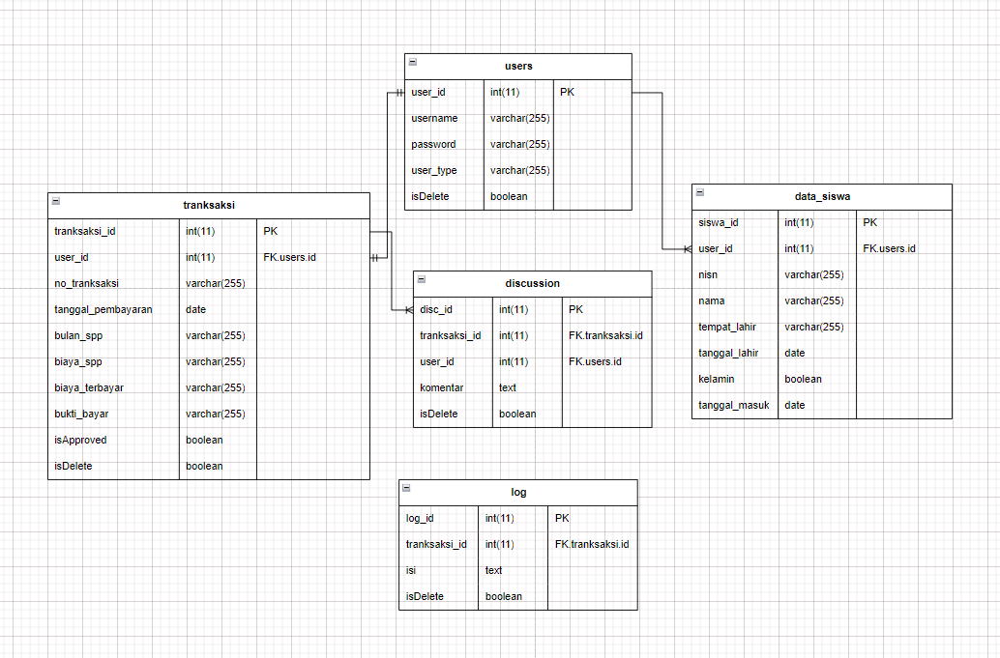 users
user_id int(11) PK
username varchar(255)
password varchar(255)
user_type varchar(255)
isDelete boolean
tranksaksi
tranksaksi_id int(11) PK
user_id int(11) FK.users.id
no_tranksaksi varchar(255)
tanggal_pembayaran date
bulan_spp varchar(255)
biaya_spp varchar(255)
biaya_terbayar varchar(255)
bukti_bayar varchar(255)
isApproved boolean
isDelete boolean
data_siswa
siswa_id int(11) PK
user_id int(11) FK.users.id
nisn varchar(255)
nama varchar(255)
tempat_lahir varchar(255)
tanggal_lahir date
kelamin boolean
tanggal_masuk date
discussion
disc_id int(11) PK
tranksaksi_id int(11) FK.tranksaksi.id
user_id int(11) FK.users.id
komentar text
isDelete boolean
log
log_id int(11) PK
tranksaksi_id int(11) FK.tranksaksi.id
isi text
isDelete boolean